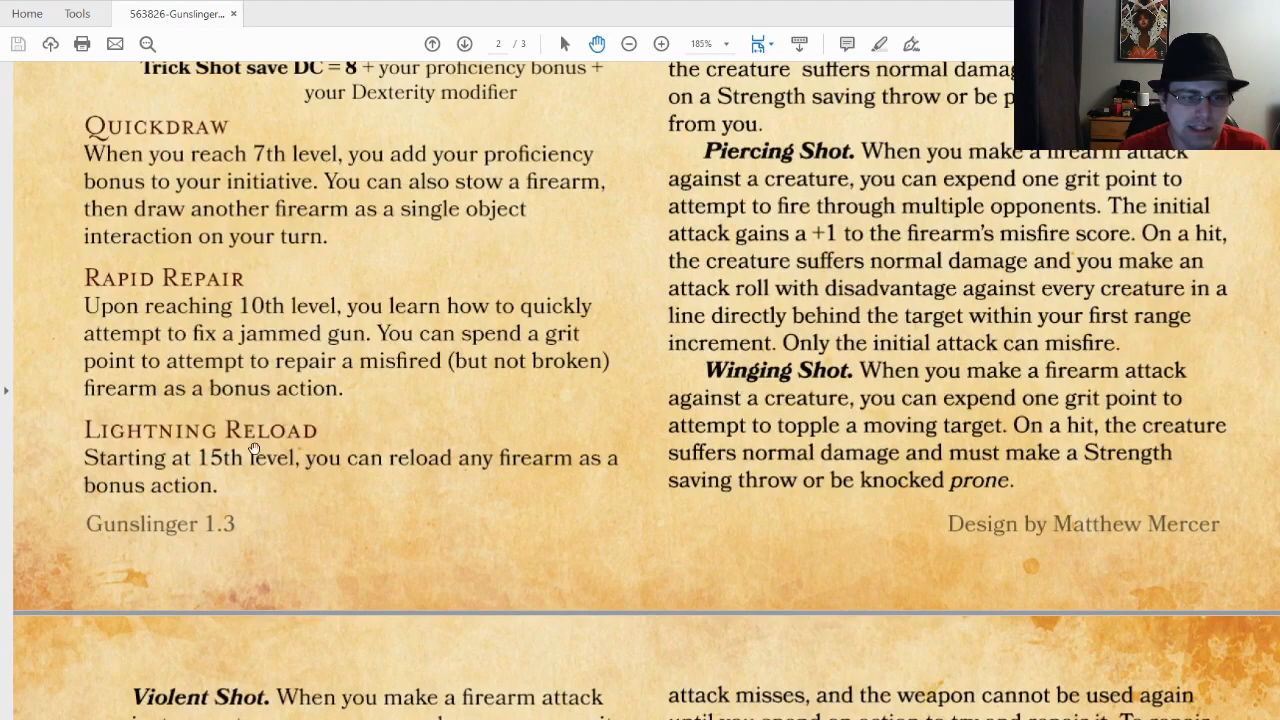 Home
Tools
563826-Gunslinger...
×
2 / 3
185%
Trick Shot save DC = 8 + your proficiency bonus +
your Dexterity modifier
QUICKDRAW
When you reach 7th level, you add your proficiency
bonus to your initiative. You can also stow a firearm,
then draw another firearm as a single object
interaction on your turn.
RAPID REPAIR
Upon reaching 10th level, you learn how to quickly
attempt to fix a jammed gun. You can spend a grit
point to attempt to repair a misfired (but not broken)
firearm as a bonus action.
LIGHTNING RELOAD
Starting at 15th level, you can reload any firearm as a
bonus action.
Gunslinger 1.3
the creature suffers normal damag
on a Strength saving throw or be p
from you.
Piercing Shot. When you make a firearm attack
against a creature, you can expend one grit point to
attempt to fire through multiple opponents. The initial
attack gains a +1 to the firearm's misfire score. On a hit,
the creature suffers normal damage and you make an
attack roll with disadvantage against every creature in a
line directly behind the target within your first range
increment. Only the initial attack can misfire.
Winging Shot. When you make a firearm attack
against a creature, you can expend one grit point to
attempt to topple a moving target. On a hit, the creature
suffers normal damage and must make a Strength
saving throw or be knocked prone.
Design by Matthew Mercer
Violent Shot. When you make a firearm attack
attack misses, and the weapon cannot be used again